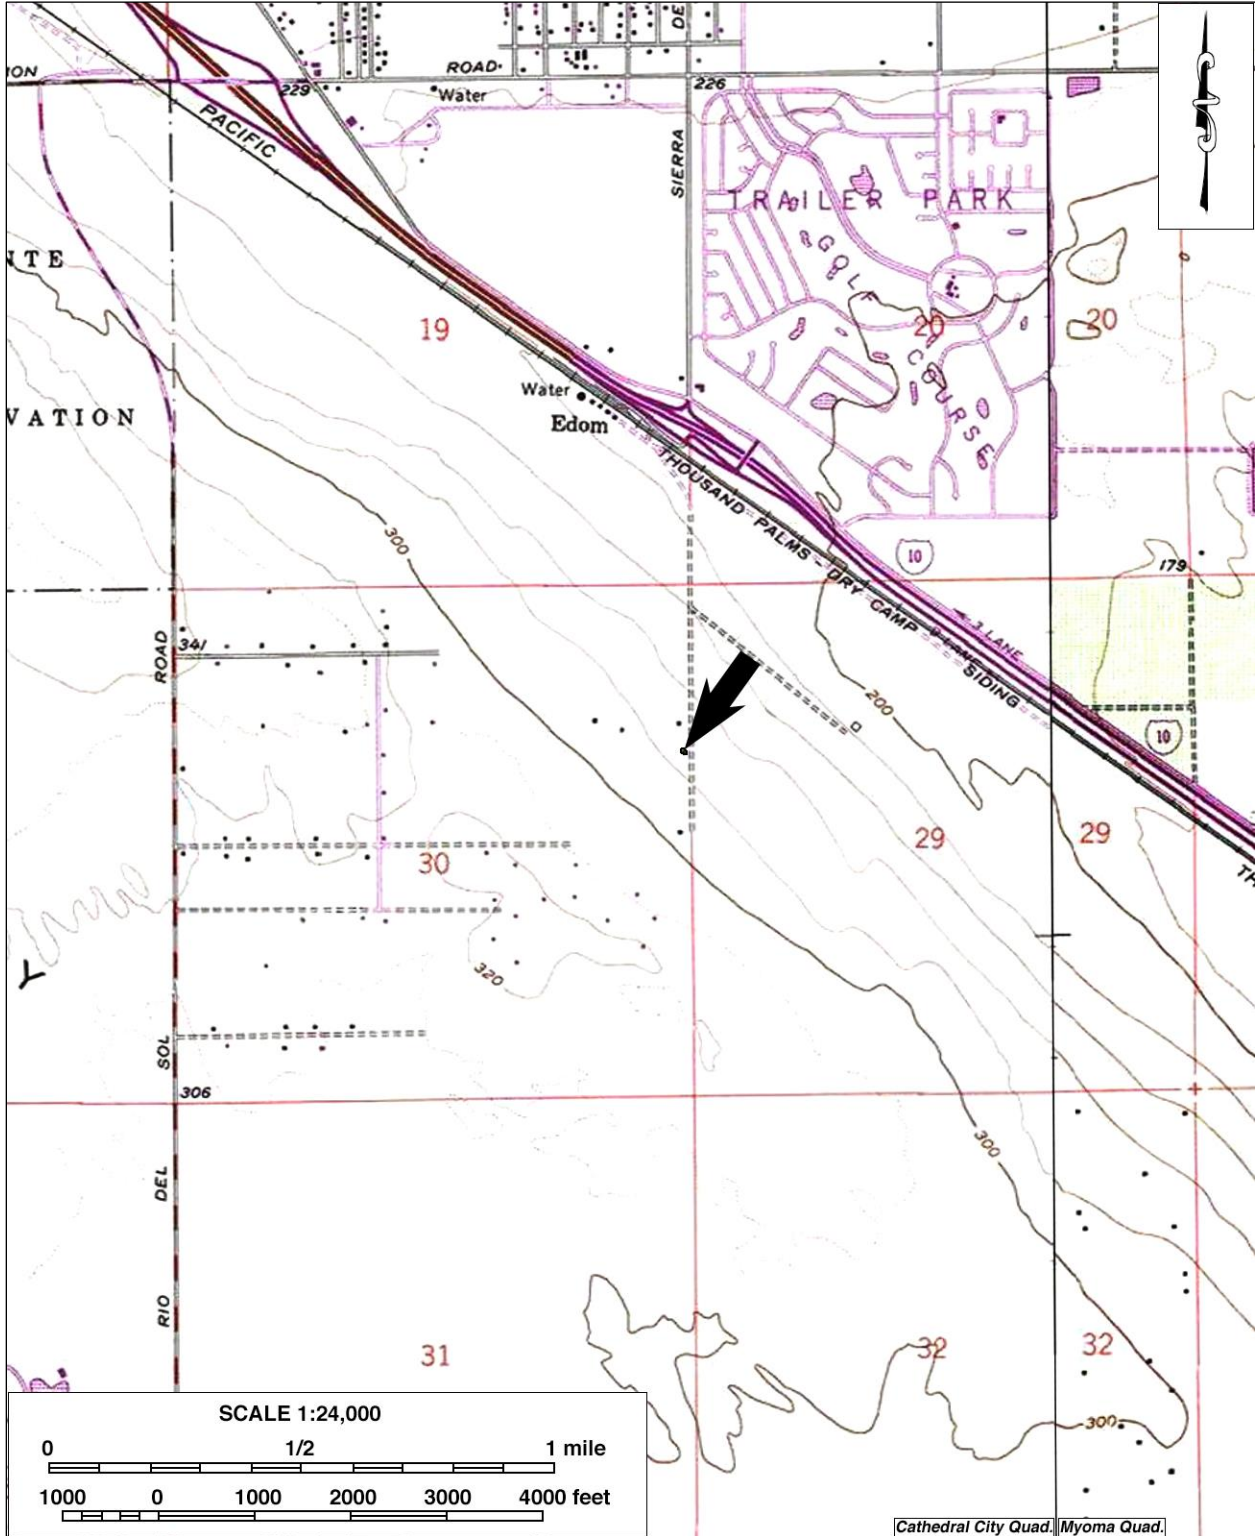 ION
ROAD
DE
229
Water
226
PACIFIC
SIERRA
TRAILER PARK
NTE
GOLF
19
20
20
COURSE
Water
VATION
Edom
THOUSAND PALMS - DRY CAMP SIDING
300
10
179
3 LANE
341
ROAD
200
10
29
29
30
TR
Y
320
SOL
306
300
DEL
RIO
31
32
32
300
SCALE 1:24,000
0 1/2 1 mile
1000 0 1000 2000 3000 4000 feet
Cathedral City Quad. Myoma Quad.